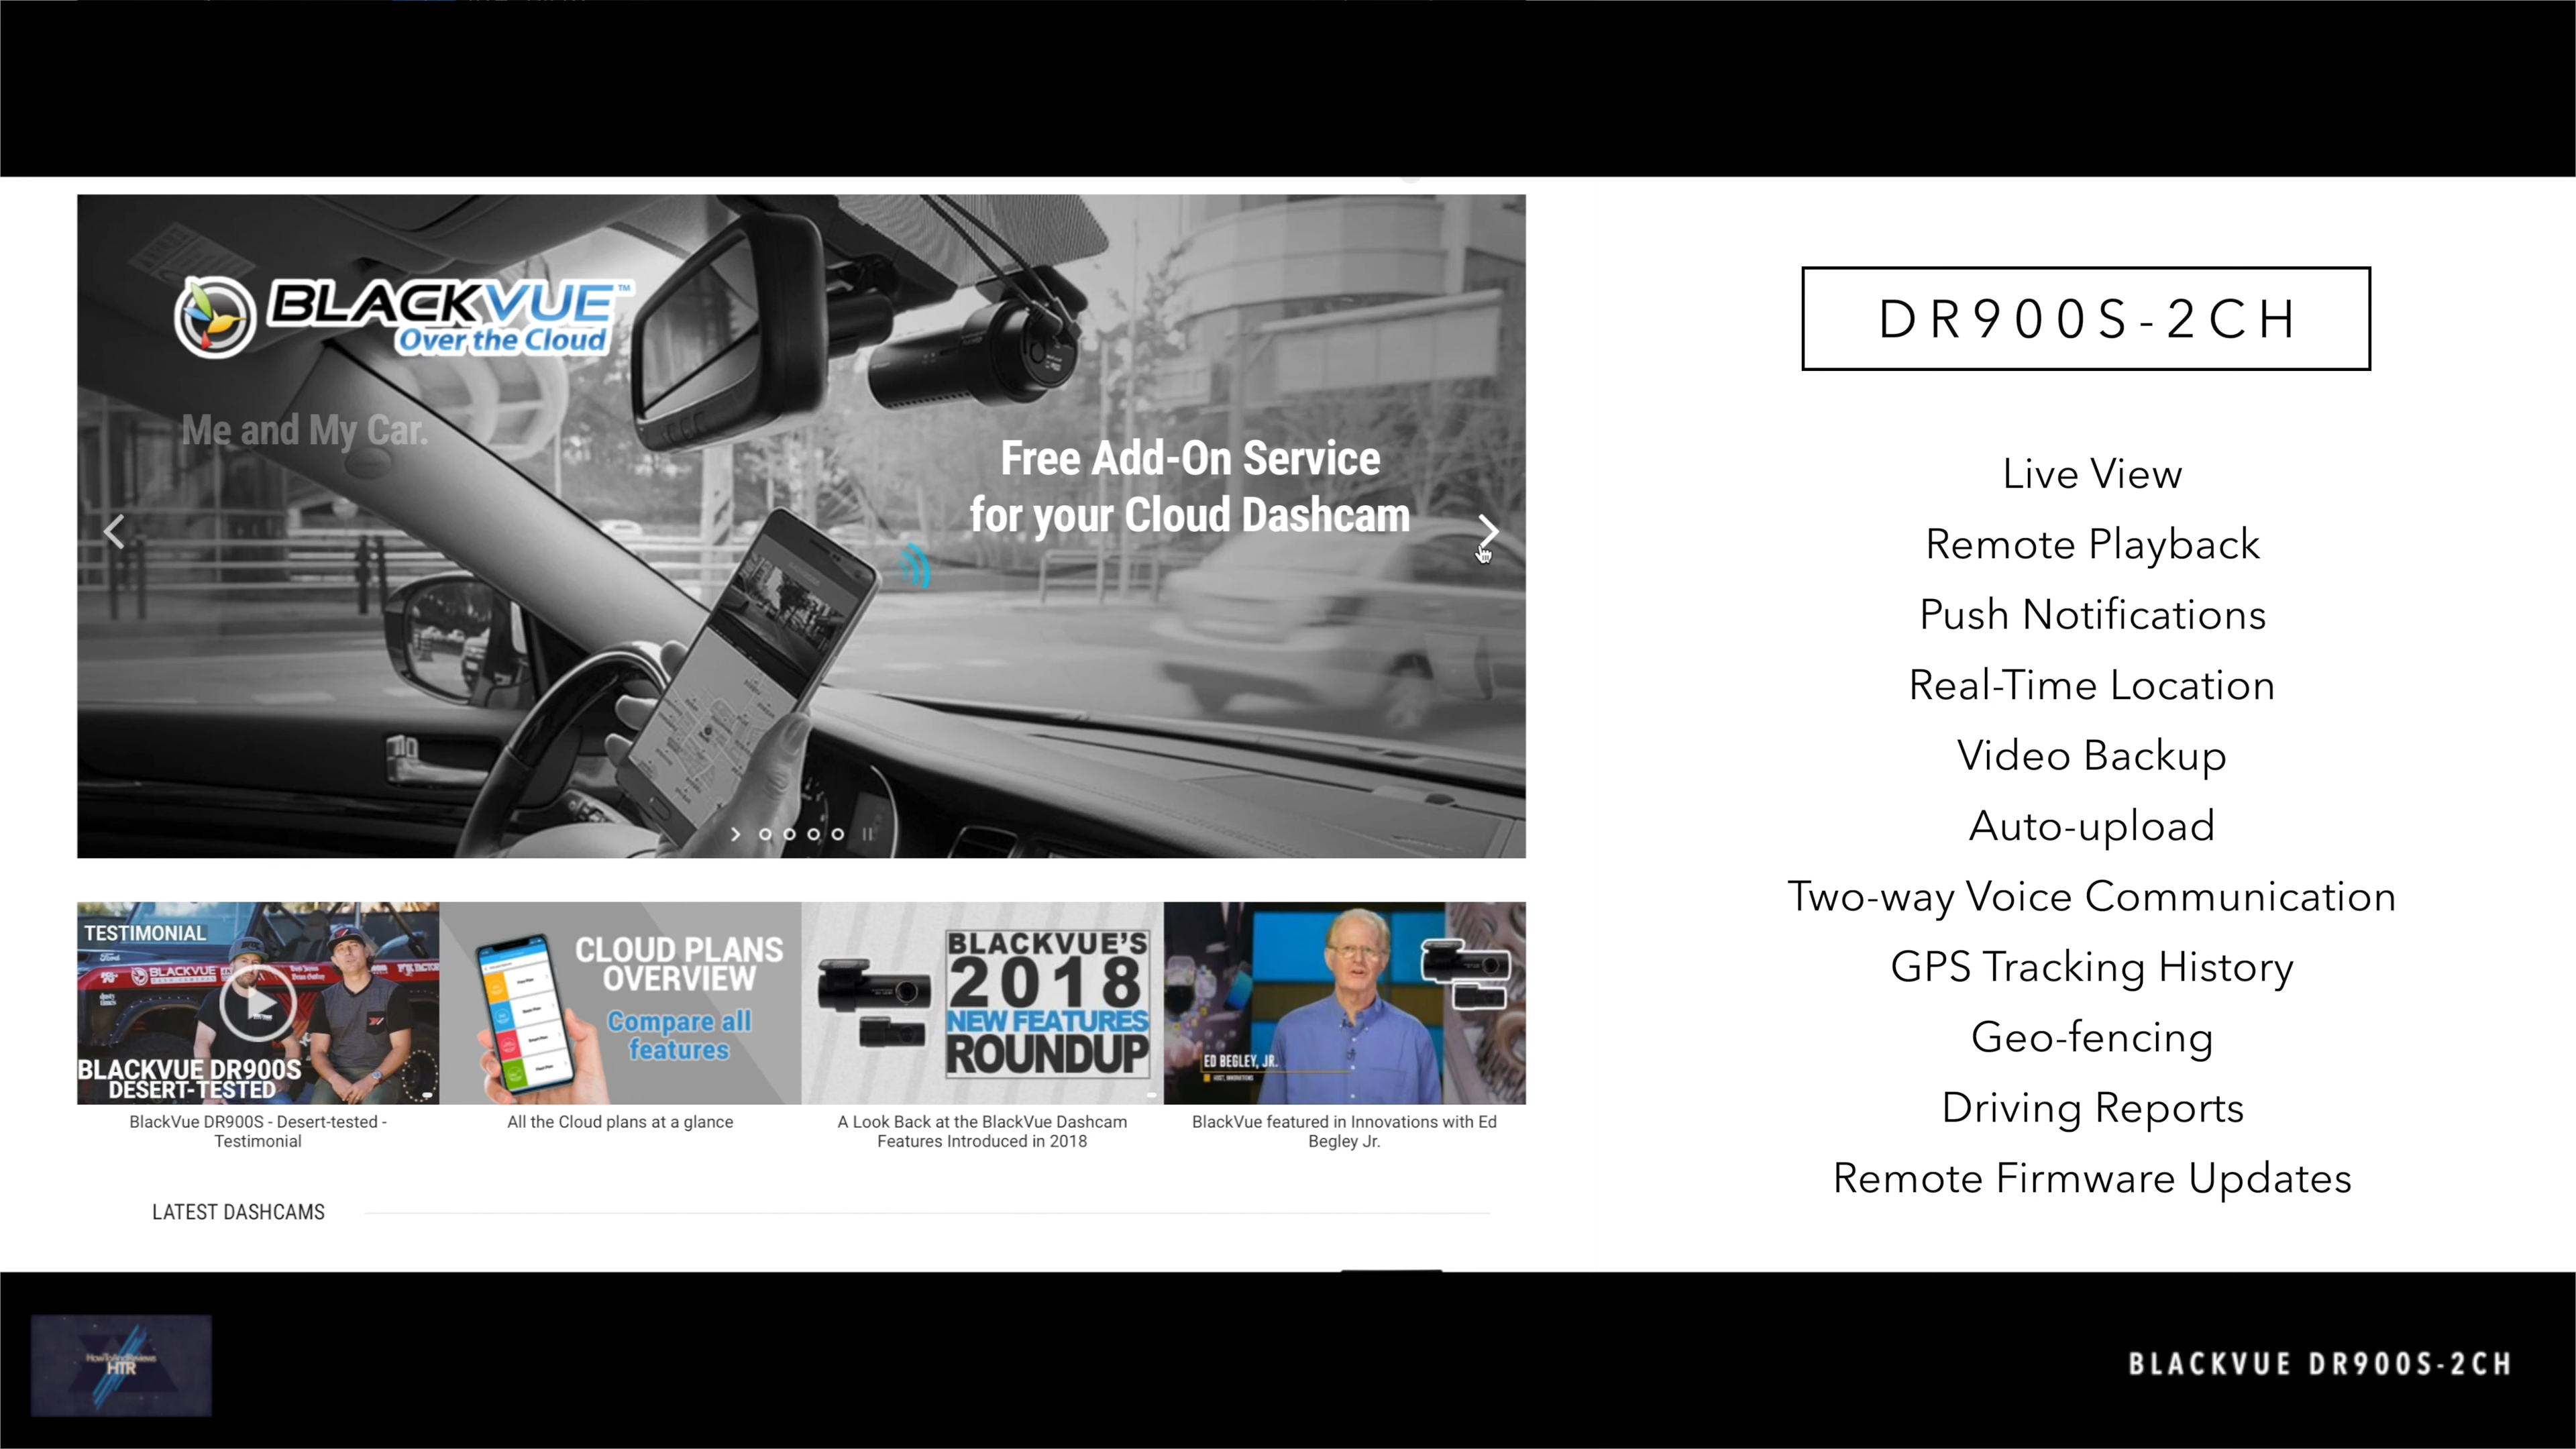 BLACKVUE™
Over the Cloud
Me and My Car.
Free Add-On Service
for your Cloud Dashcam
TESTIMONIAL
Ford
BLACKVUE
BLACKVUE DR900S
DESERT-TESTED
BlackVue DR900S - Desert-tested -
Testimonial
CLOUD PLANS
OVERVIEW
Compare all
features
All the Cloud plans at a glance
BLACKVUE'S
2018
NEW FEATURES
ROUNDUP
A Look Back at the BlackVue Dashcam
Features Introduced in 2018
ED BEGLEY, JR.
HOST, INNOVATIONS
BlackVue featured in Innovations with Ed
Begley Jr.
LATEST DASHCAMS
DR900S-2CH
Live View
Remote Playback
Push Notifications
Real-Time Location
Video Backup
Auto-upload
Two-way Voice Communication
GPS Tracking History
Geo-fencing
Driving Reports
Remote Firmware Updates
HowToAndReviews
HTR
BLACKVUE DR900S-2CH